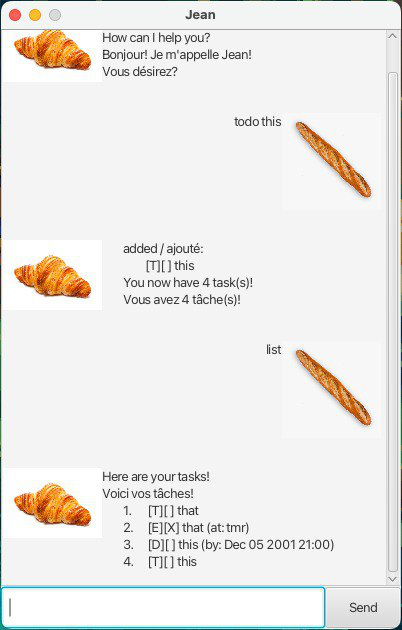 Jean
How can I help you?
Bonjour! Je m'appelle Jean!
Vous désirez?
todo this
added / ajouté:
[T][ ] this
You now have 4 task(s)!
Vous avez 4 tâche(s)!
list
Here are your tasks!
Voici vos tâches!
1. [T][ ] that
2. [E][X] that (at: tmr)
3. [D][ ] this (by: Dec 05 2001 21:00)
4. [T][ ] this
Send